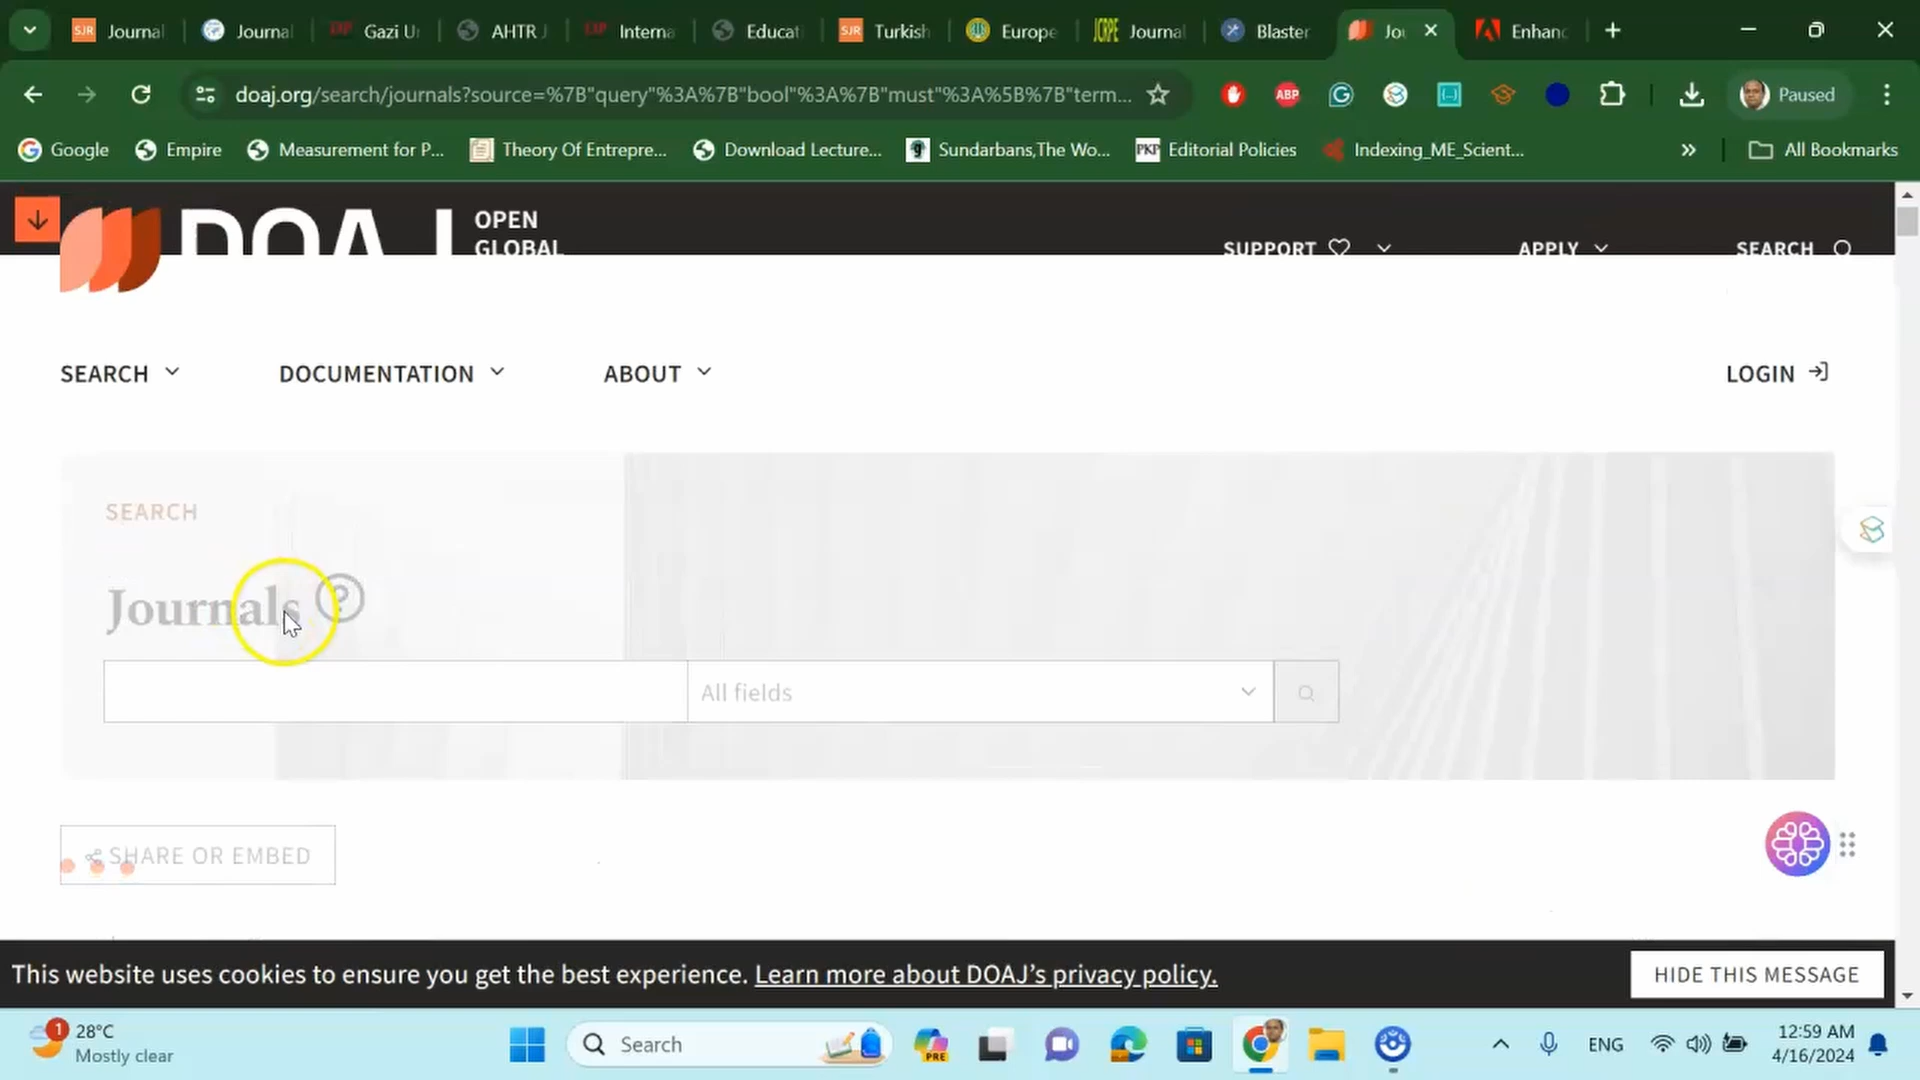 Journal
Journal
Gazi U
AHTR J
Interna
Educat
Turkish
Europe
Journal
Blaster
Jou
Enhanc
doaj.org/search/journals?source=%7B"query"%3A%7B"bool"%3A%7B"must"%3A%5B%7B"term...
Paused
Google
Empire
Measurement for P...
Theory Of Entrepre...
Download Lecture...
Sundarbans,The Wo...
Editorial Policies
Indexing_ME_Scient...
All Bookmarks
DOAJ
OPEN
GLOBAL
SUPPORT
APPLY
SEARCH
SEARCH
DOCUMENTATION
ABOUT
LOGIN
SEARCH
Journals
All fields
SHARE OR EMBED
This website uses cookies to ensure you get the best experience. Learn more about DOAJ's privacy policy.
HIDE THIS MESSAGE
1
28°C
Mostly clear
Search
PRE
ENG
12:59 AM
4/16/2024